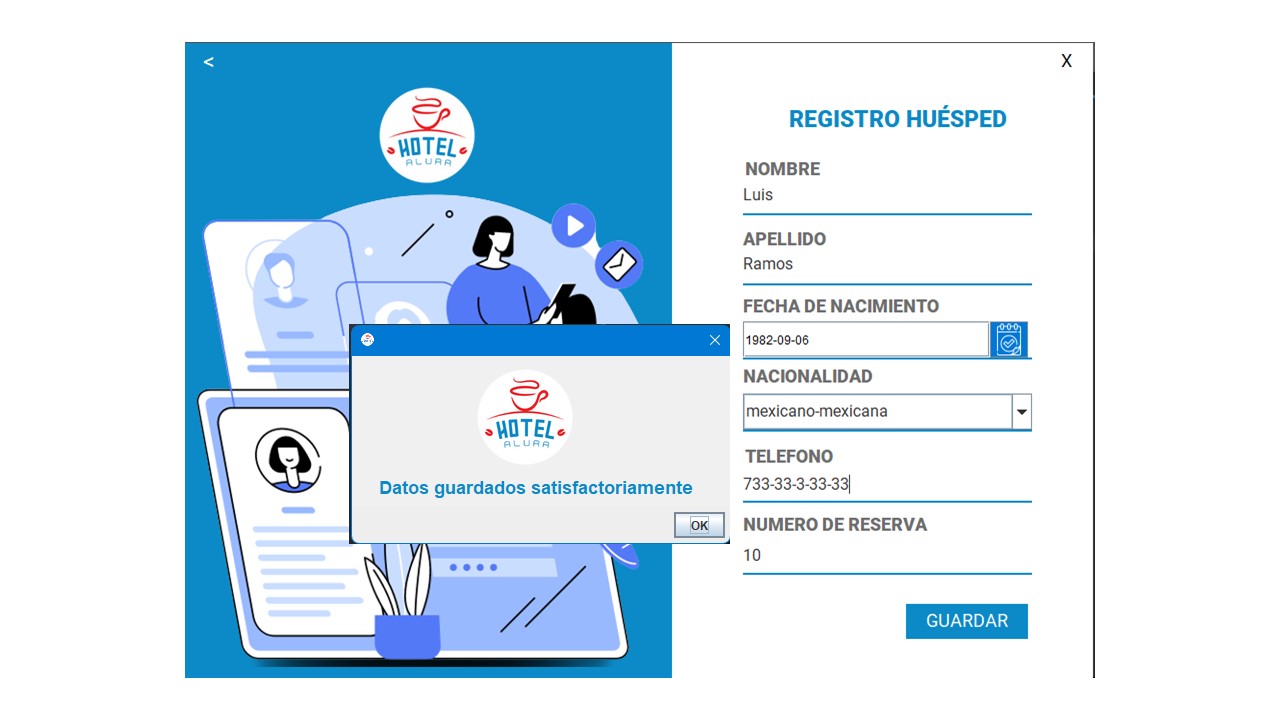 <
X
HOTEL
ALURA
REGISTRO HUÉSPED
NOMBRE
Luis
APELLIDO
Ramos
FECHA DE NACIMIENTO
1982-09-06
NACIONALIDAD
mexicano-mexicana
TELEFONO
733-33-3-33-33
NUMERO DE RESERVA
10
GUARDAR
HOTEL
ALURA
Datos guardados satisfactoriamente
OK